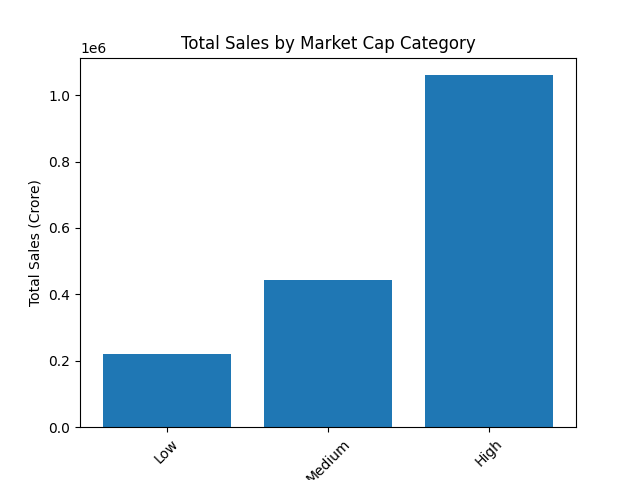 Total Sales by Market Cap Category
1e6
1.0
0.8
0.6
0.4
0.2
0.0
Total Sales (Crore)
Low
Medium
High